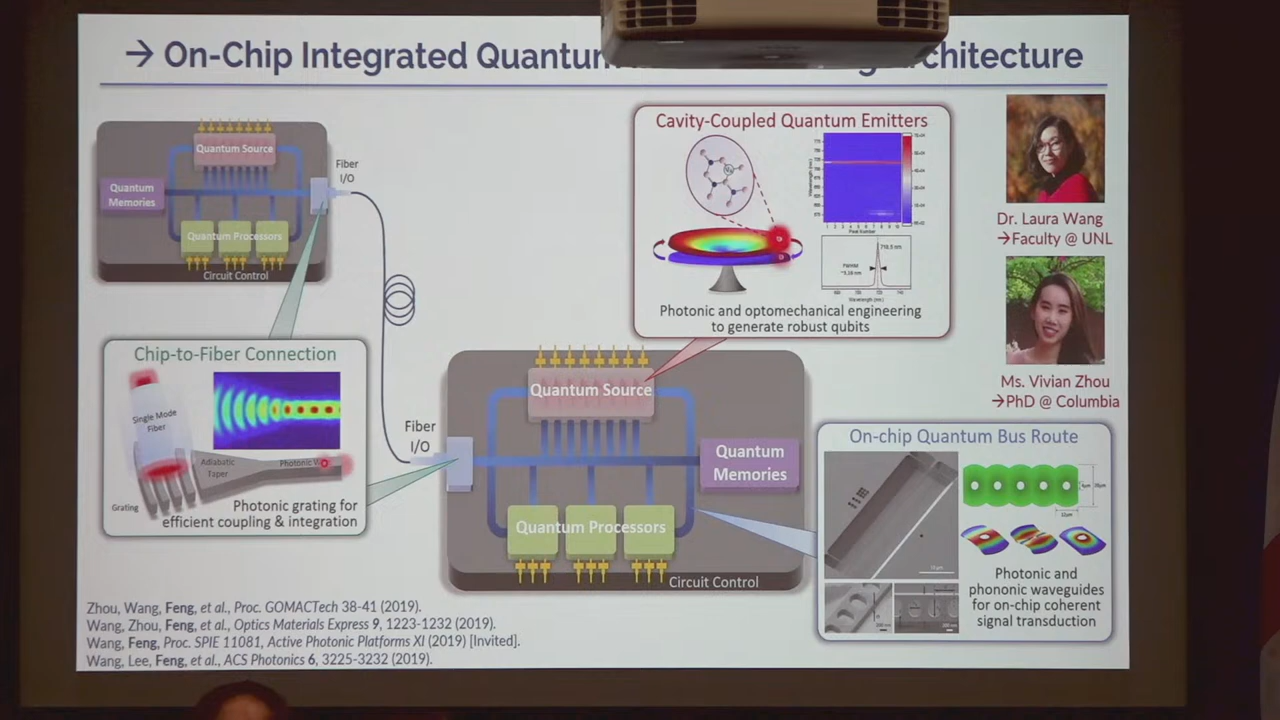 → On-Chip Integrated Quantum chitecture
Quantum Source
Quantum
Memories
Quantum Processors
Circuit Control
Fiber
I/O
Cavity-Coupled Quantum Emitters
718.5 nm
Photonic and optomechanical engineering
to generate robust qubits
Dr. Laura Wang
→Faculty @ UNL
Ms. Vivian Zhou
→PhD @ Columbia
Chip-to-Fiber Connection
Single Mode
Fiber
Adiabatic
Taper
Photonic
Grating
Photonic grating for
efficient coupling & integration
Fiber
I/O
Quantum Source
Quantum
Memories
Quantum Processors
Circuit Control
On-chip Quantum Bus Route
Photonic and
phononic waveguides
for on-chip coherent
signal transduction
Zhou, Wang, Feng, et al., Proc. GOMACTech 38-41 (2019).
Wang, Zhou, Feng, et al., Optics Materials Express 9, 1223-1232 (2019).
Wang, Feng, Proc. SPIE 11081, Active Photonic Platforms XI (2019) [Invited].
Wang, Lee, Feng, et al., ACS Photonics 6, 3225-3232 (2019).